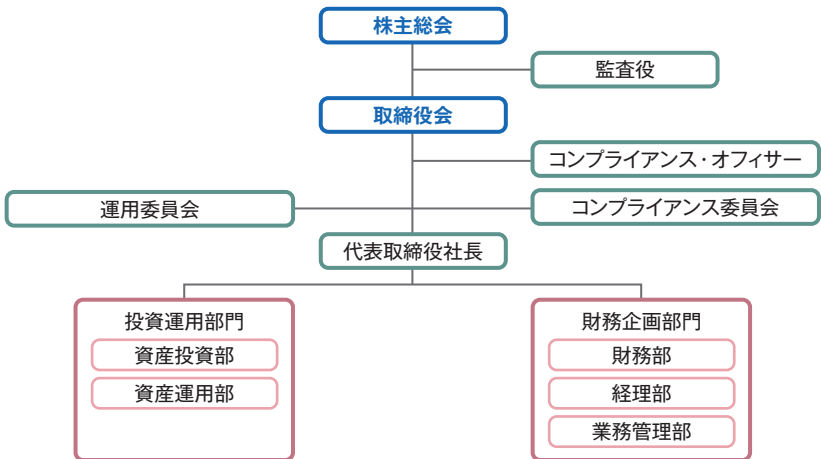 株主総会
監査役
取締役会
コンプライアンス・オフィサー
運用委員会
コンプライアンス委員会
代表取締役社長
投資運用部門
資産投資部
資産運用部
財務企画部門
財務部
経理部
業務管理部